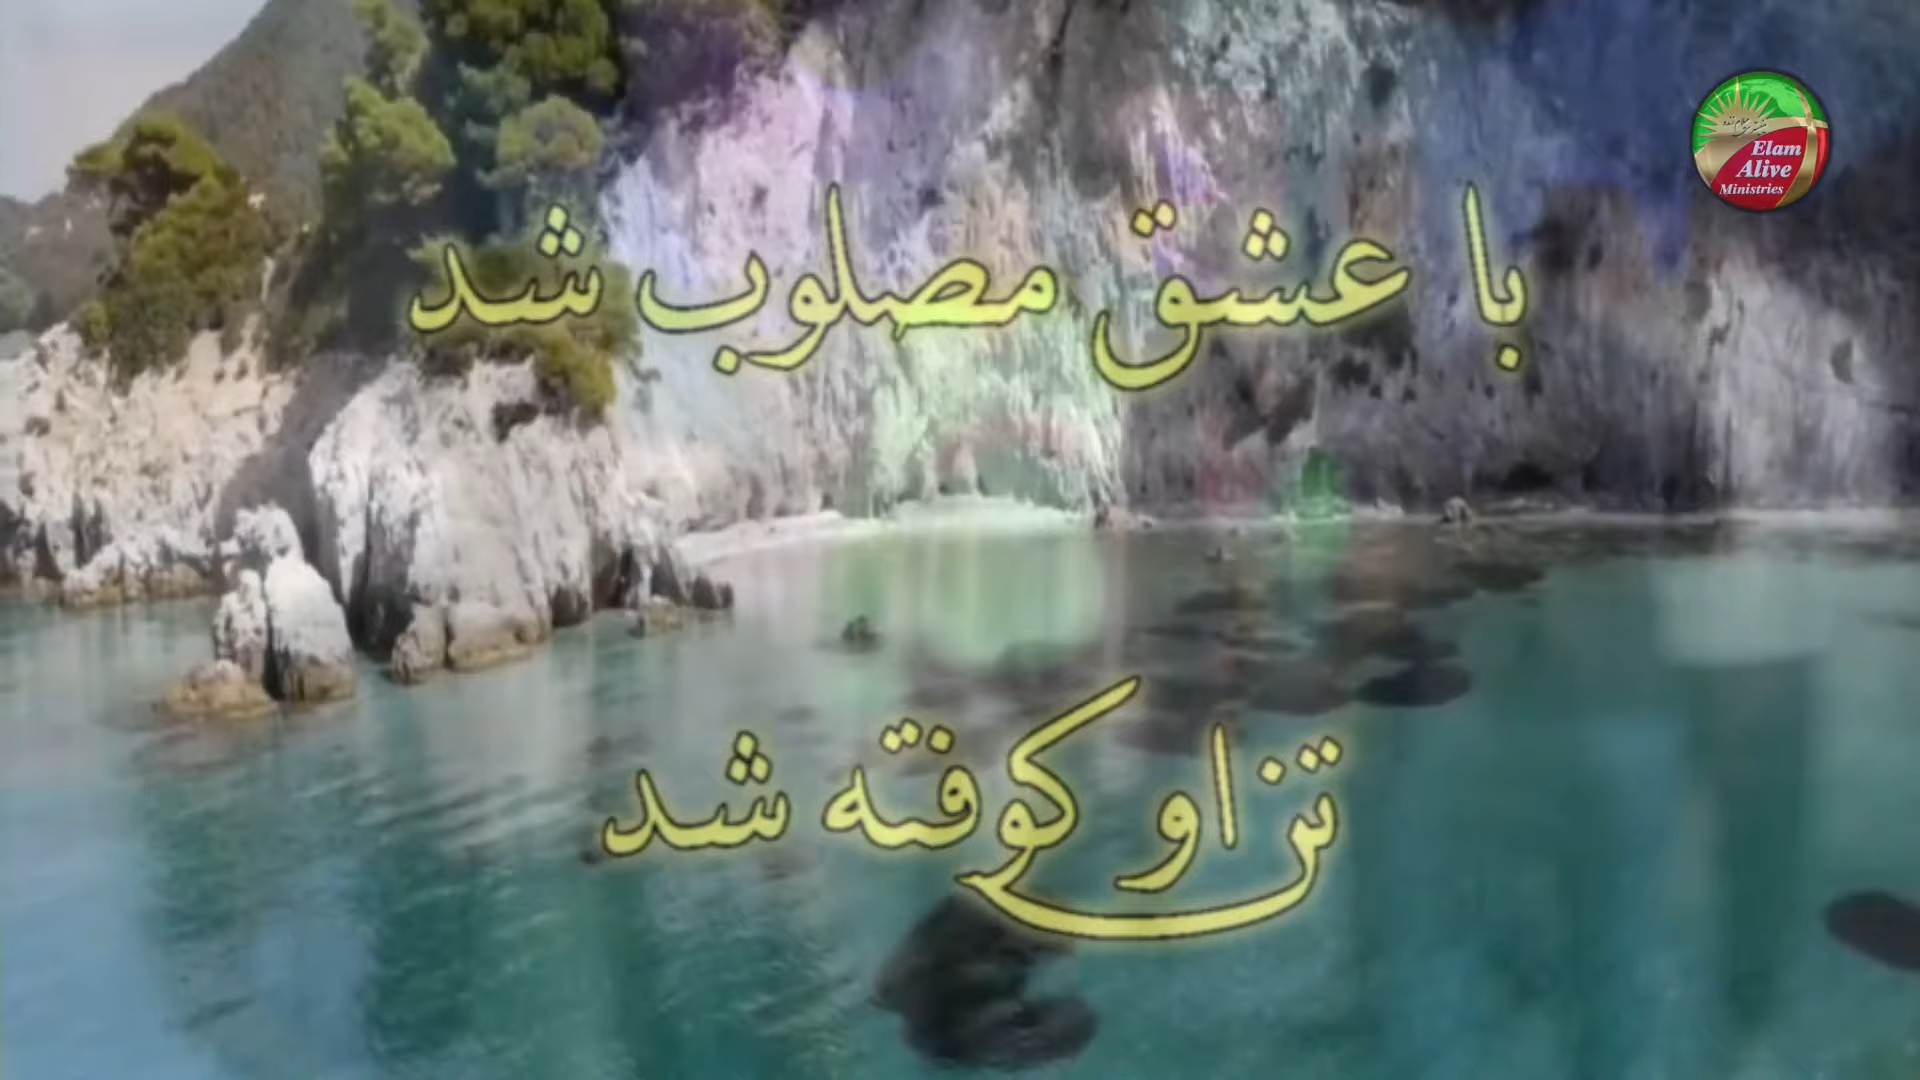 با عشق مصلوب شد
تن او کوفته شد
Elam
Alive
Ministries